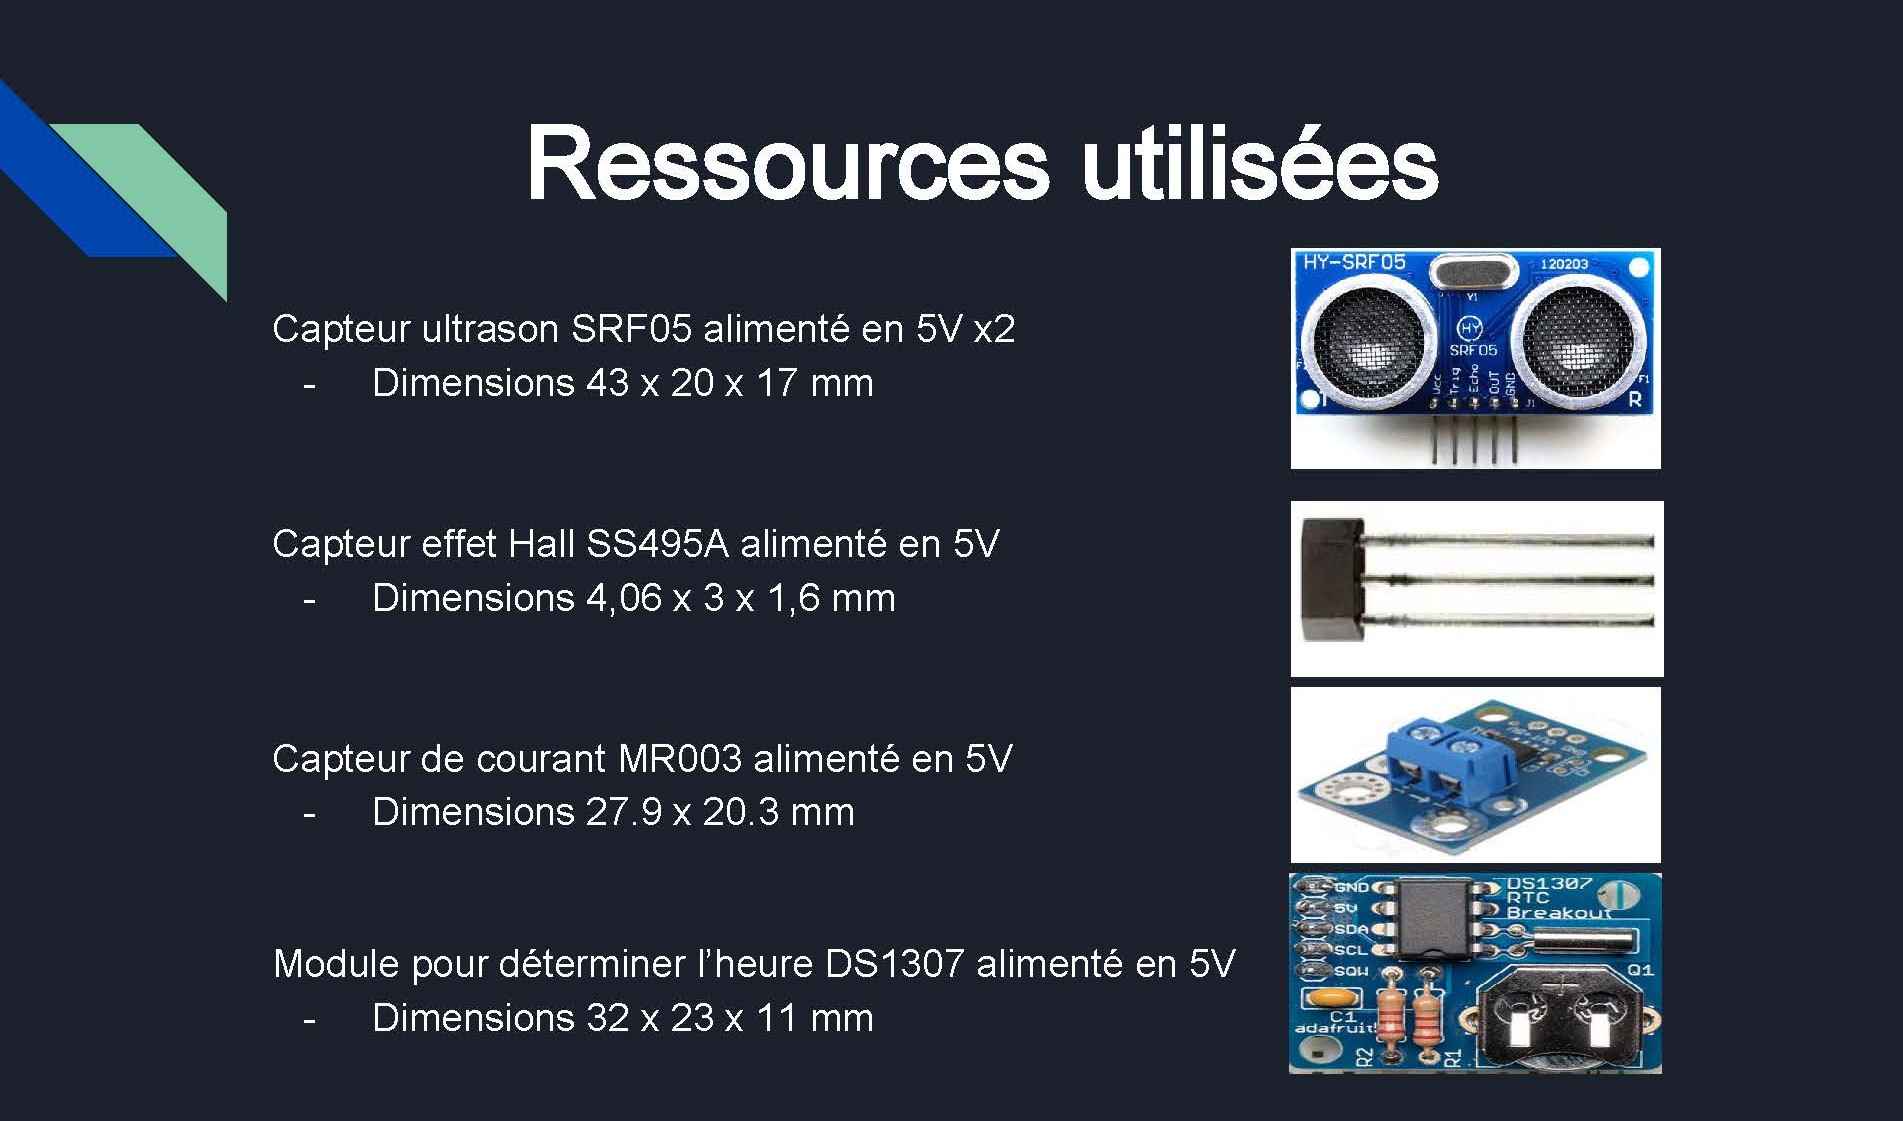 Ressources utilisées
Capteur ultrason SRF05 alimenté en 5V x2
- Dimensions 43 x 20 x 17 mm
HY-SRF05
120203
Y1
HY
SRF05
Vcc
Trig
Echo
OUT
GND
J1
T
R
F1
Capteur effet Hall SS495A alimenté en 5V
- Dimensions 4,06 x 3 x 1,6 mm
Capteur de courant MR003 alimenté en 5V
- Dimensions 27.9 x 20.3 mm
Module pour déterminer l’heure DS1307 alimenté en 5V
- Dimensions 32 x 23 x 11 mm
GND
5V
SDA
SCL
SQW
DS1307
RTC
Breakout
Q1
+
C1
adafruit!
R2
R1